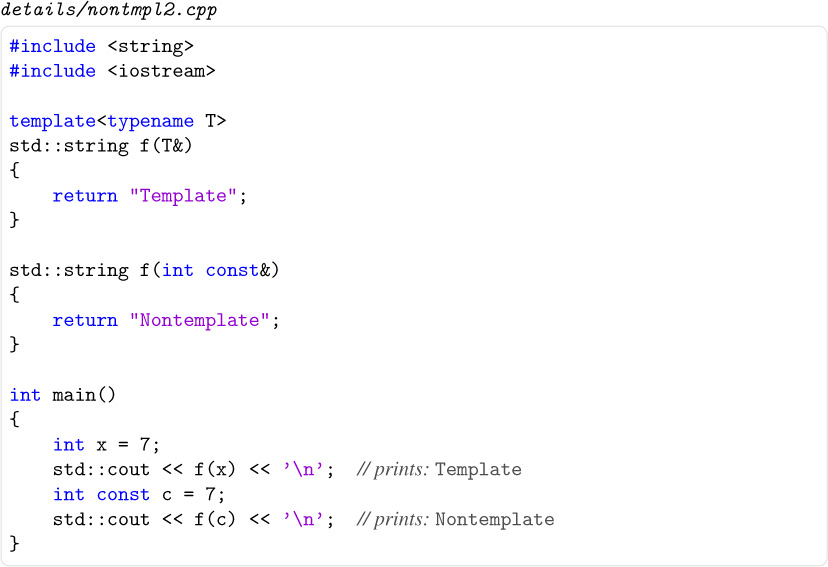 details/nontmpl2.cpp
#include <string>
#include <iostream>
template<typename T>
std::string f(T&)
{
    return "Template";
}
std::string f(int const&)
{
    return "Nontemplate";
}
int main()
{
    int x = 7;
    std::cout << f(x) << ’\n’;  // prints: Template
    int const c = 7;
    std::cout << f(c) << ’\n’;  // prints: Nontemplate
}